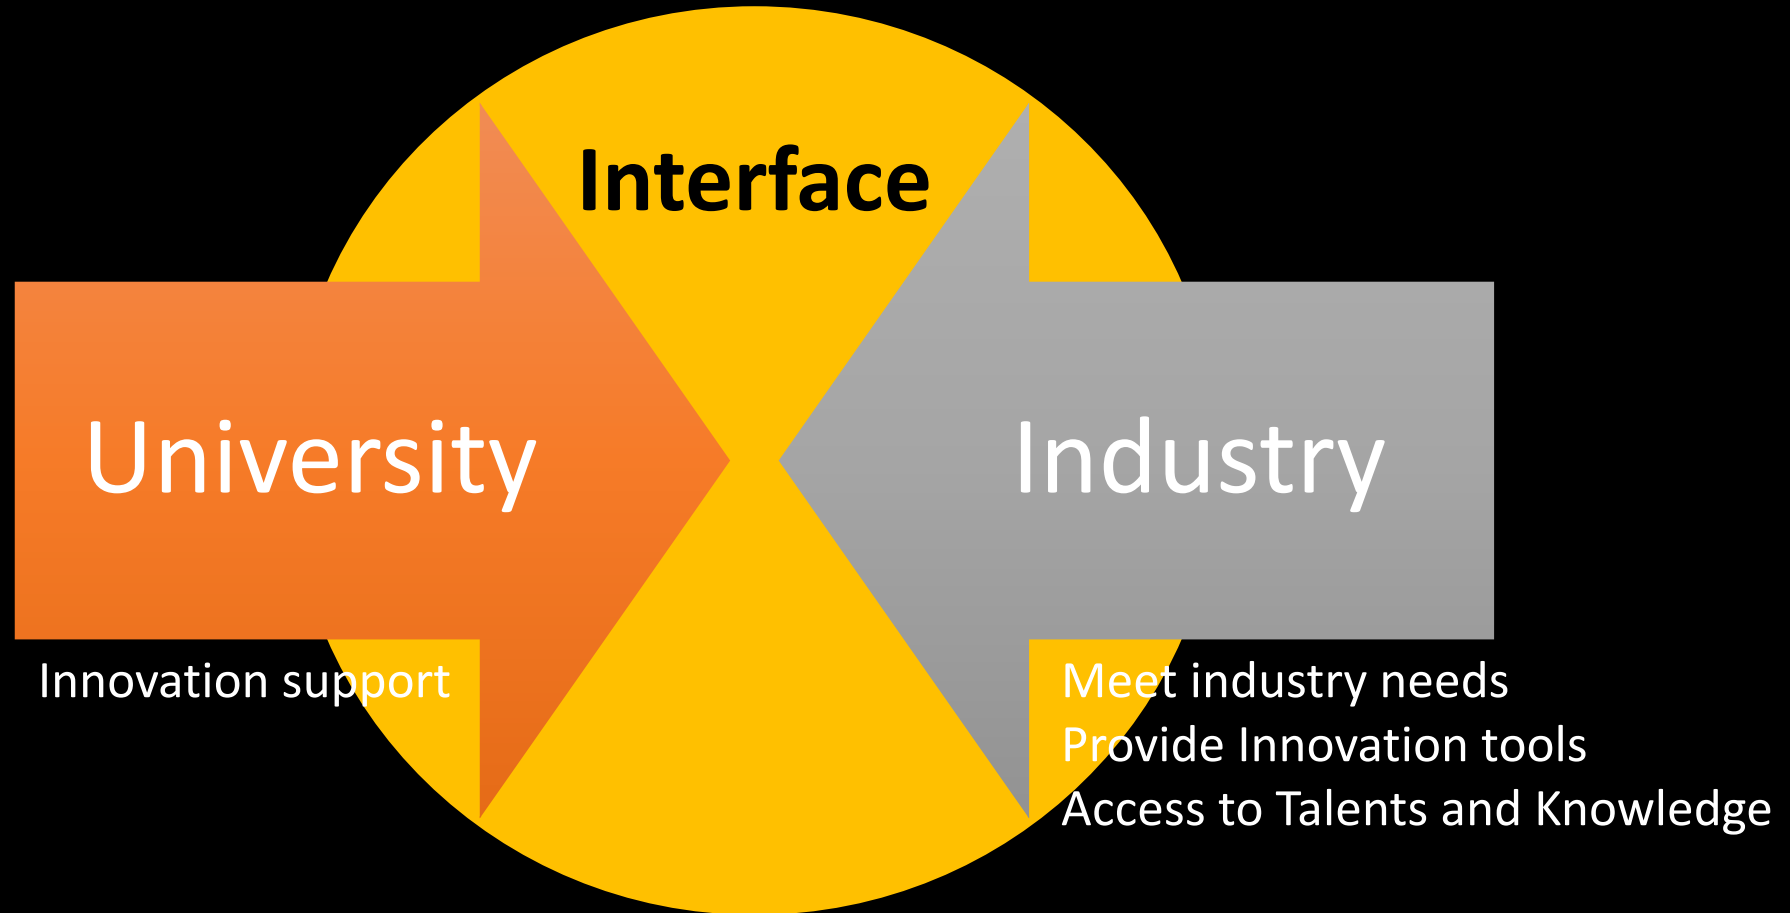 Interface
University
Industry
Innovation support
Meet industry needs
Provide Innovation tools
Access to Talents and Knowledge